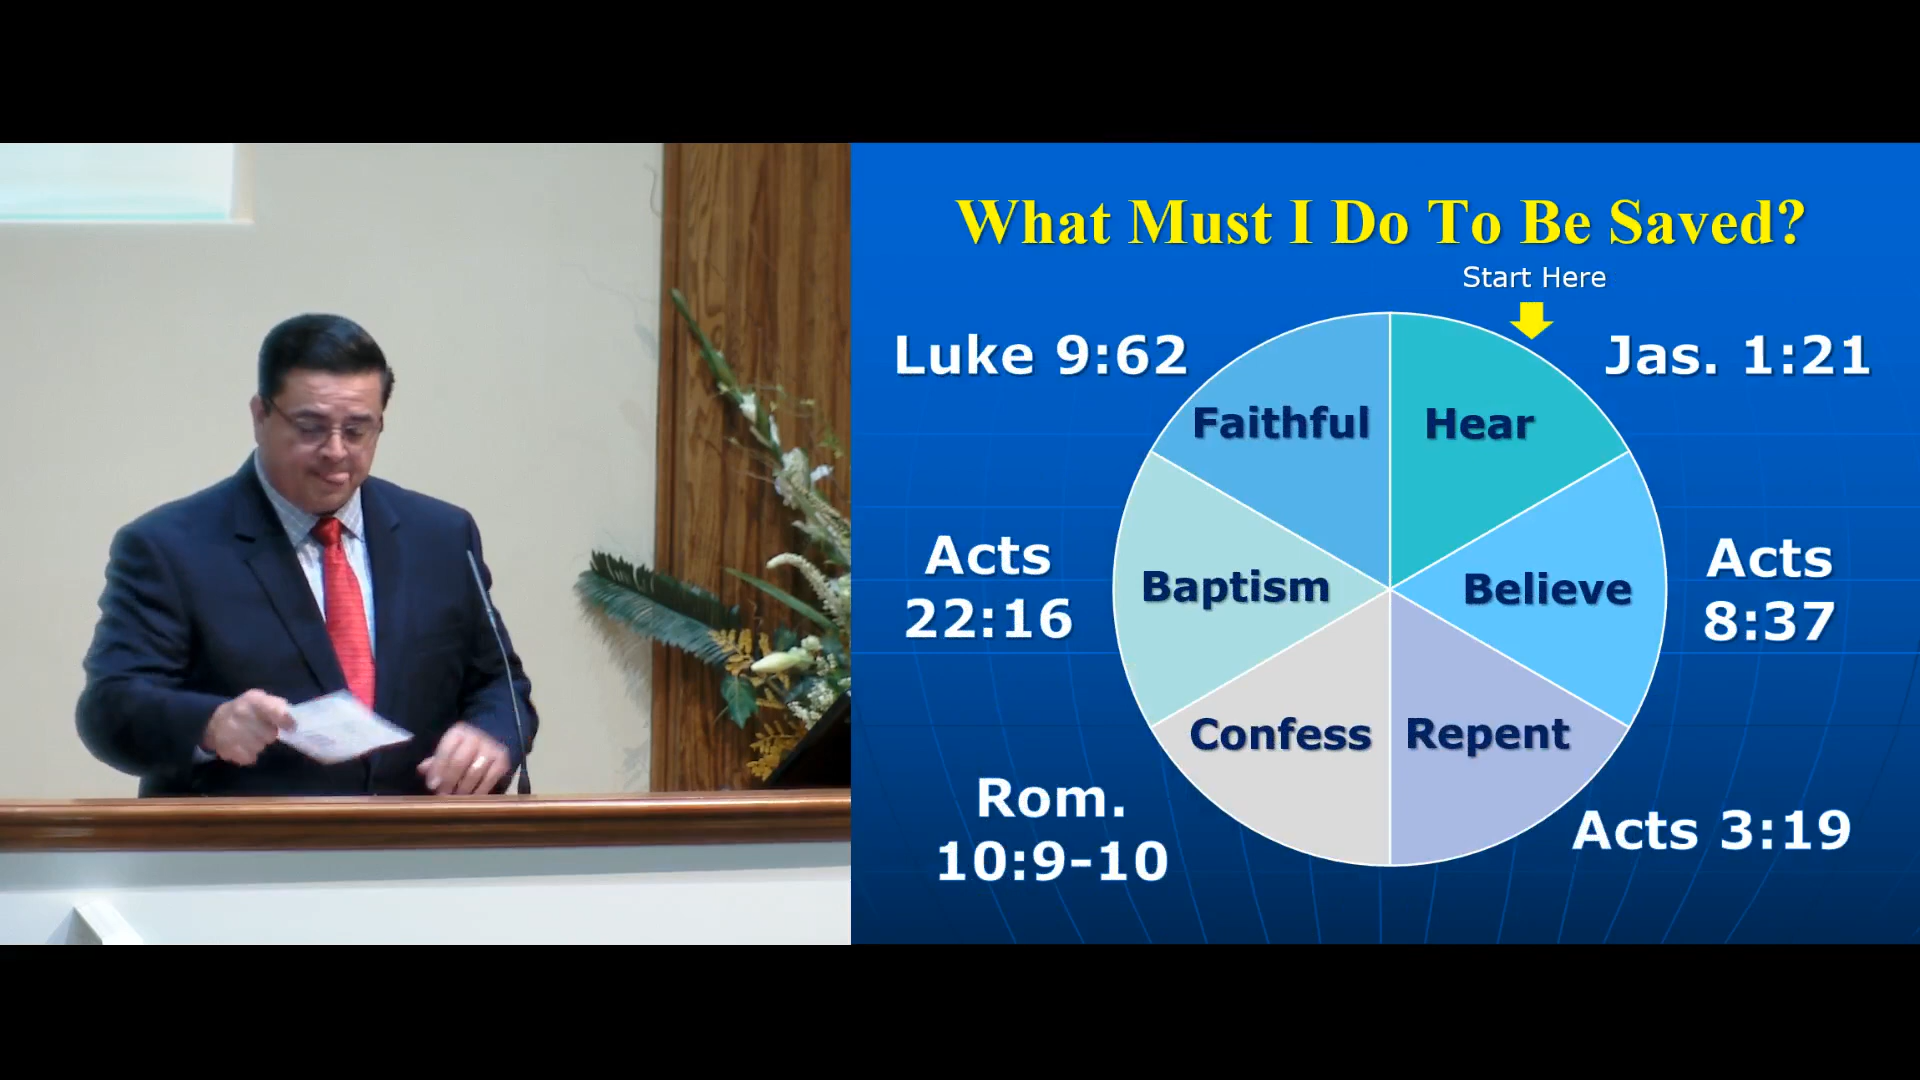 What Must I Do To Be Saved?
Start Here
Luke 9:62
Jas. 1:21
Faithful
Hear
Acts
22:16
Baptism
Believe
Acts
8:37
Confess
Repent
Rom.
10:9-10
Acts 3:19